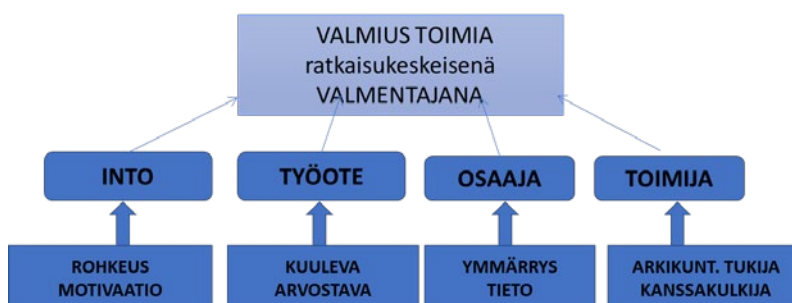 VALMIUS TOIMIA
ratkaisukeskeisenä
VALMENTAJANA
INTO
TYÖOTE
OSAAJA
TOIMIJA
ROHKEUS
MOTIVAATIO
KUULEVA
ARVOSTAVA
YMMÄRRYS
TIETO
ARKIKUNT. TUKIJA
KANSSAKULKIJA